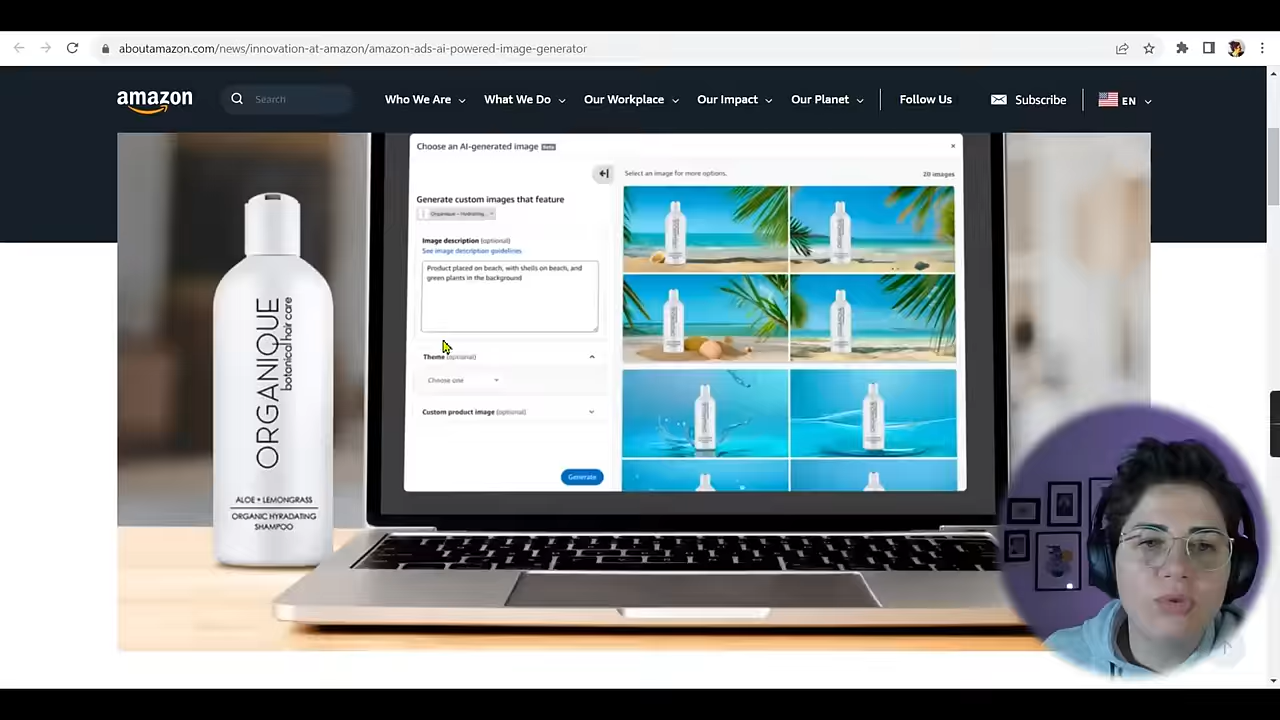 aboutamazon.com/news/innovation-at-amazon/amazon-ads-ai-powered-image-generator
amazon
Search
Who We Are
What We Do
Our Workplace
Our Impact
Our Planet
Follow Us
Subscribe
EN
Choose an AI-generated image Beta
Select an image for more options.
20 images
Generate custom images that feature
Organique - Hydrating...
Image description (optional)
See image description guidelines
Product placed on beach, with shells on beach, and
green plants in the background
Theme (optional)
Choose one
Custom product image (optional)
Generate
ORGANIQUE
botanical hair care
ALOE + LEMONGRASS
ORGANIC HYRADATING
SHAMPOO